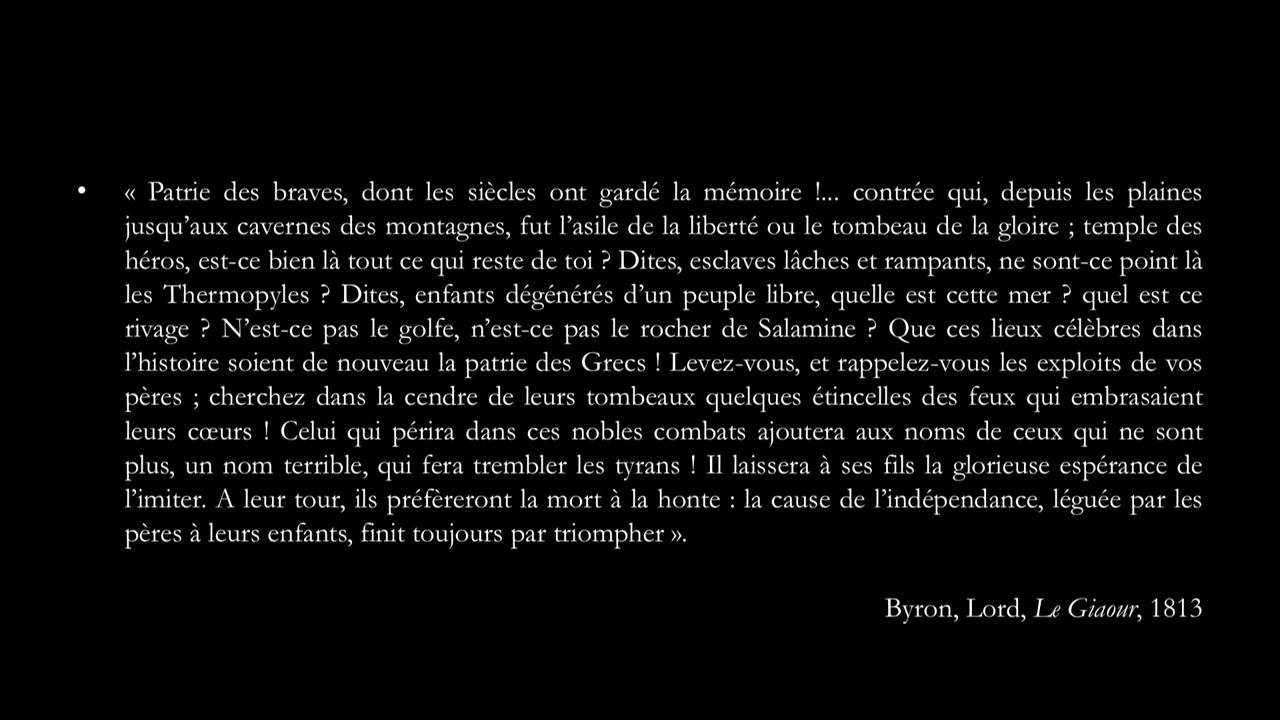 • « Patrie des braves, dont les siècles ont gardé la mémoire !... contrée qui, depuis les plaines
jusqu’aux cavernes des montagnes, fut l’asile de la liberté ou le tombeau de la gloire ; temple des
héros, est-ce bien là tout ce qui reste de toi ? Dites, esclaves lâches et rampants, ne sont-ce point là
les Thermopyles ? Dites, enfants dégénérés d’un peuple libre, quelle est cette mer ? quel est ce
rivage ? N’est-ce pas le golfe, n’est-ce pas le rocher de Salamine ? Que ces lieux célèbres dans
l’histoire soient de nouveau la patrie des Grecs ! Levez-vous, et rappelez-vous les exploits de vos
pères ; cherchez dans la cendre de leurs tombeaux quelques étincelles des feux qui embrasaient
leurs cœurs ! Celui qui périra dans ces nobles combats ajoutera aux noms de ceux qui ne sont
plus, un nom terrible, qui fera trembler les tyrans ! Il laissera à ses fils la glorieuse espérance de
l’imiter. A leur tour, ils préfèreront la mort à la honte : la cause de l’indépendance, léguée par les
pères à leurs enfants, finit toujours par triompher ».
Byron, Lord, Le Giaour, 1813